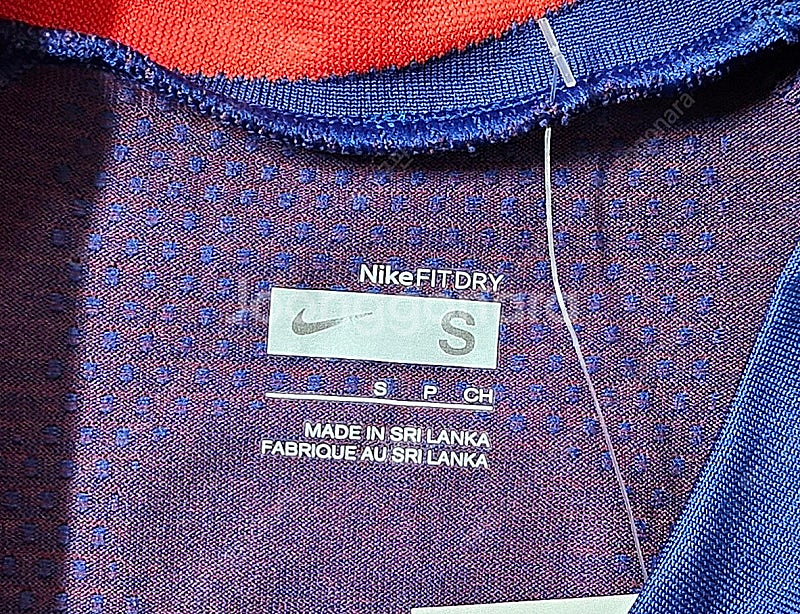 NikeFITDRY
S
S P CH
MADE IN SRI LANKA
FABRIQUE AU SRI LANKA